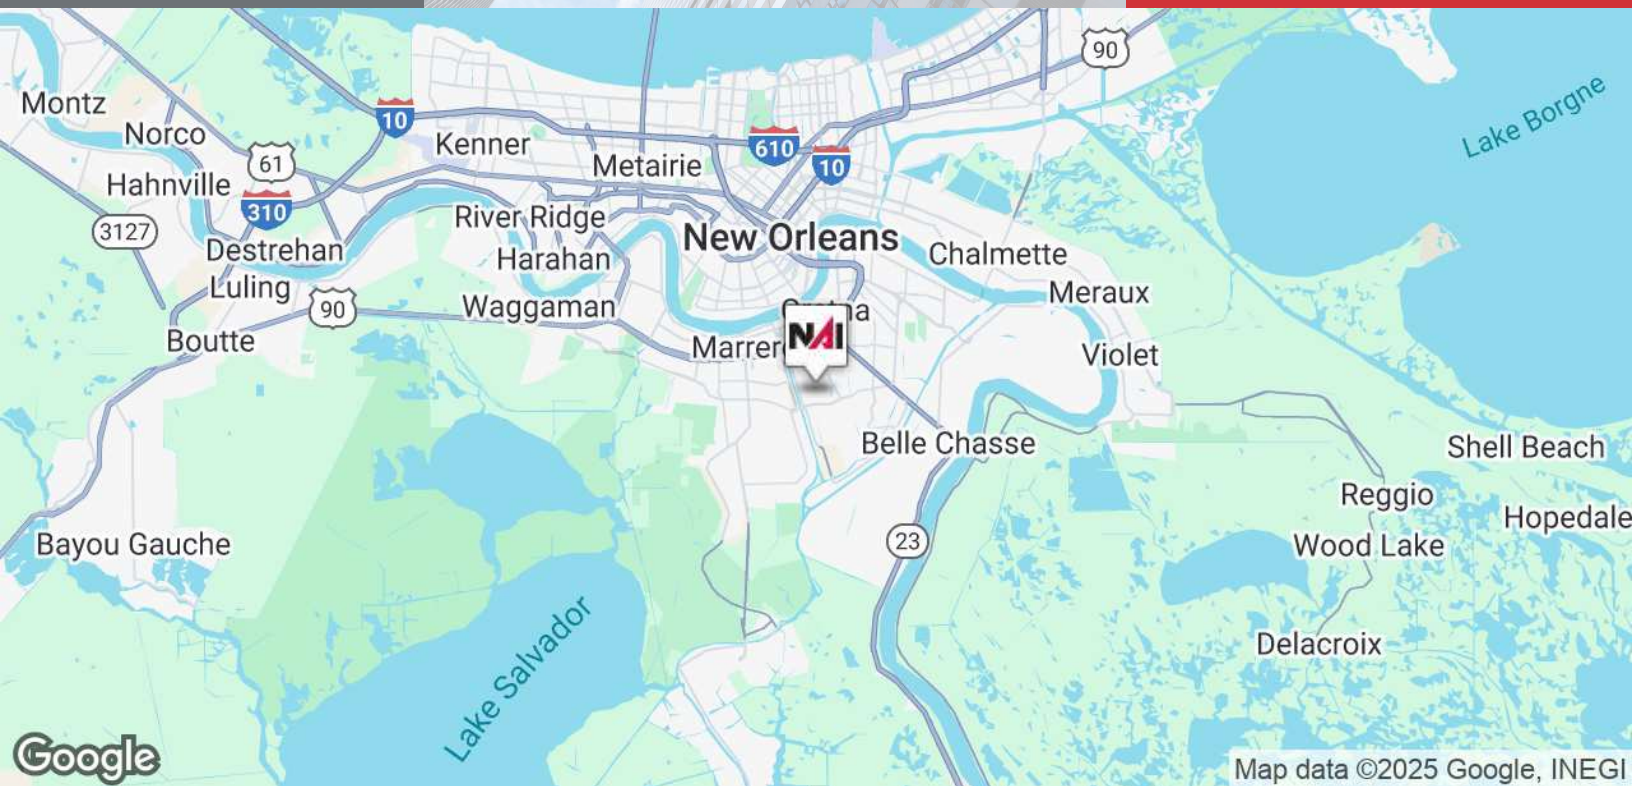 90
Lake Borgne
Montz
10
Norco
Kenner
610
61
Metairie
10
Hahnville
310
River Ridge
3127
New Orleans
Destrehan
Harahan
Chalmette
Luling
Meraux
90
Waggaman
NAI
Boutte
Violet
Belle Chasse
Shell Beach
Reggio
Hopedale
23
Bayou Gauche
Wood Lake
Delacroix
Lake Salvador
Google
Map data ©2025 Google, INEGI